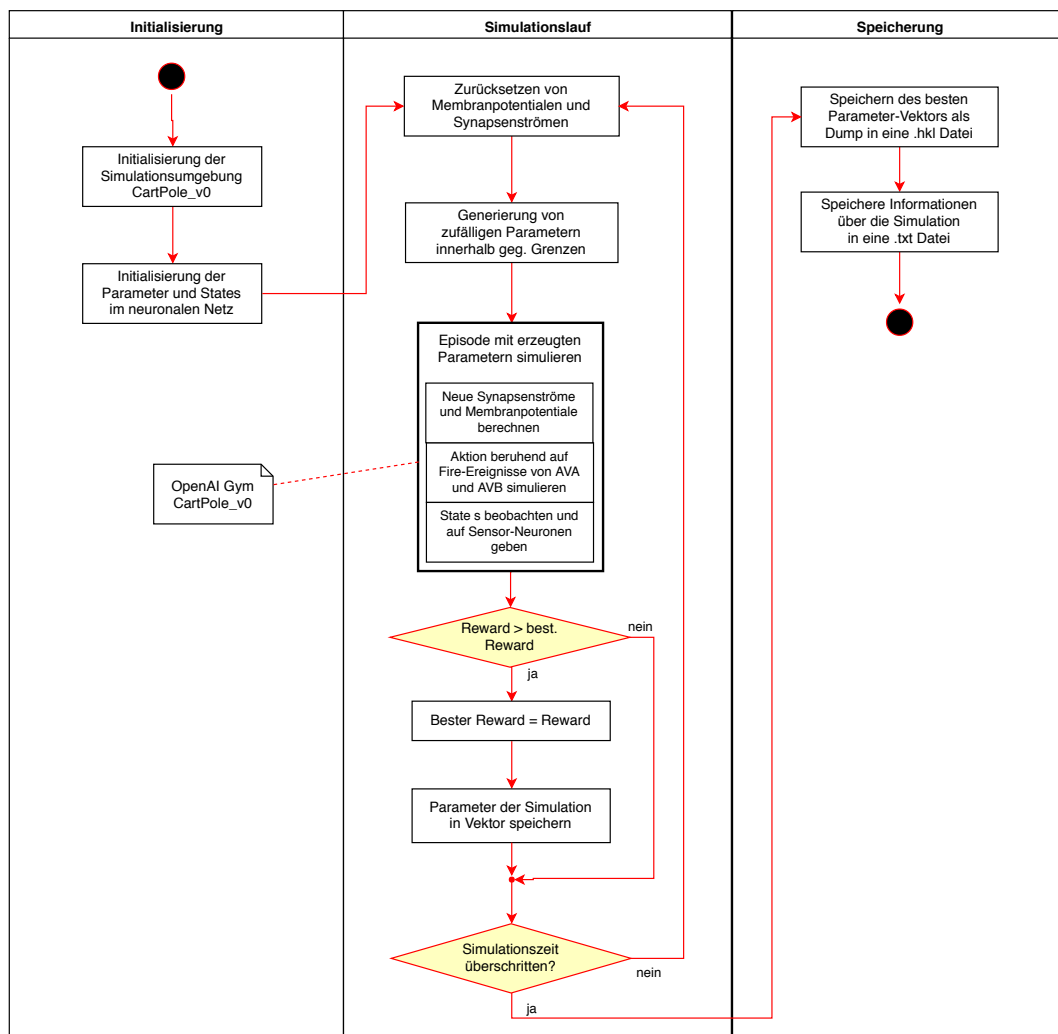 Initialisierung
Simulationslauf
Speicherung
Initialisierung der
Simulationsumgebung
CartPole_v0
Initialisierung der
Parameter und States
im neuronalen Netz
OpenAI Gym
CartPole_v0
Zurücksetzen von
Membranpotentialen und
Synapsenströmen
Generierung von
zufälligen Parametern
innerhalb geg. Grenzen
Episode mit erzeugten
Parametern simulieren
Neue Synapsenströme
und Membranpotentiale
berechnen
Aktion beruhend auf
Fire-Ereignisse von AVA
und AVB simulieren
State s beobachten und
auf Sensor-Neuronen
geben
Reward > best.
Reward
nein
ja
Bester Reward = Reward
Parameter der Simulation
in Vektor speichern
Simulationszeit
überschritten?
nein
ja
Speichern des besten
Parameter-Vektors als
Dump in eine .hkl Datei
Speichere Informationen
über die Simulation
in eine .txt Datei